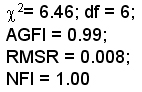 χ²= 6.46; df = 6;
AGFI = 0.99;
RMSR = 0.008;
NFI = 1.00